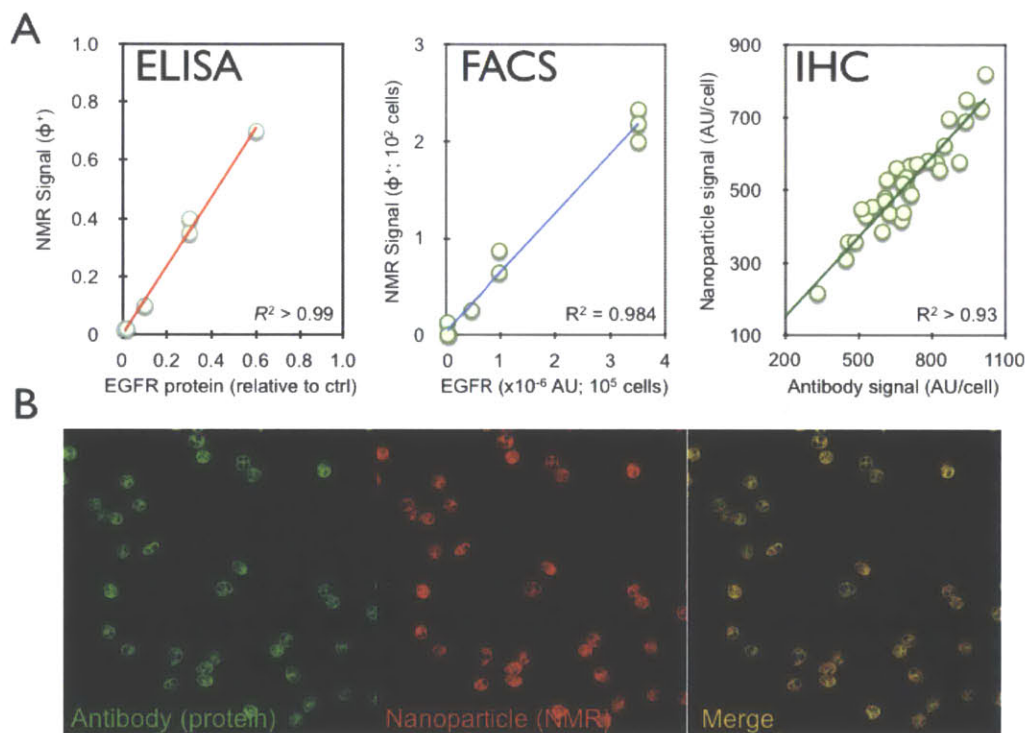 A
ELISA
NMR Signal (ϕ⁺)
1.0
0.8
0.6
0.4
0.2
0
R² > 0.99
0 0.2 0.4 0.6 0.8 1.0
EGFR protein (relative to ctrl)
FACS
NMR Signal (ϕ⁺; 10² cells)
3
2
1
0
R² = 0.984
0 1 2 3 4
EGFR (x10⁻⁶ AU; 10⁵ cells)
IHC
Nanoparticle signal (AU/cell)
900
700
500
300
100
R² > 0.93
200 500 800 1100
Antibody signal (AU/cell)
B
Antibody (protein)
Nanoparticle (NMR)
Merge